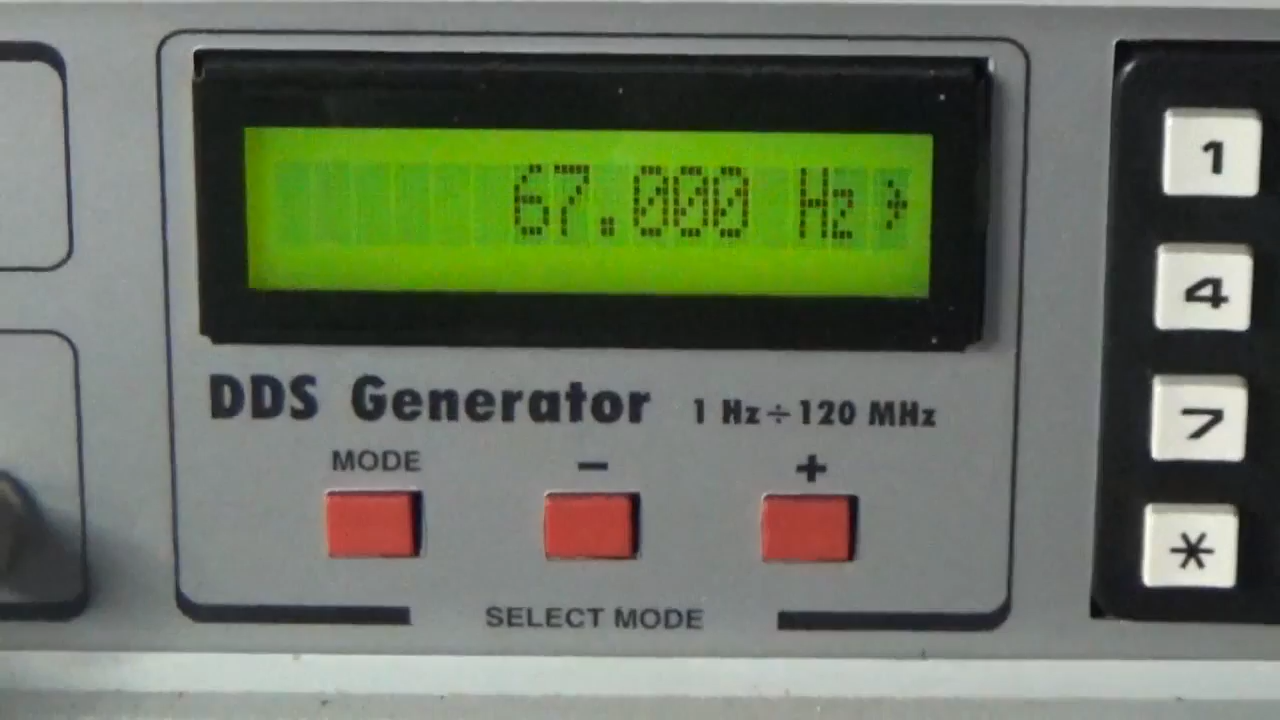 67.000 Hz
DDS Generator 1 Hz÷120 MHz
MODE − +
SELECT MODE
1
4
7
*